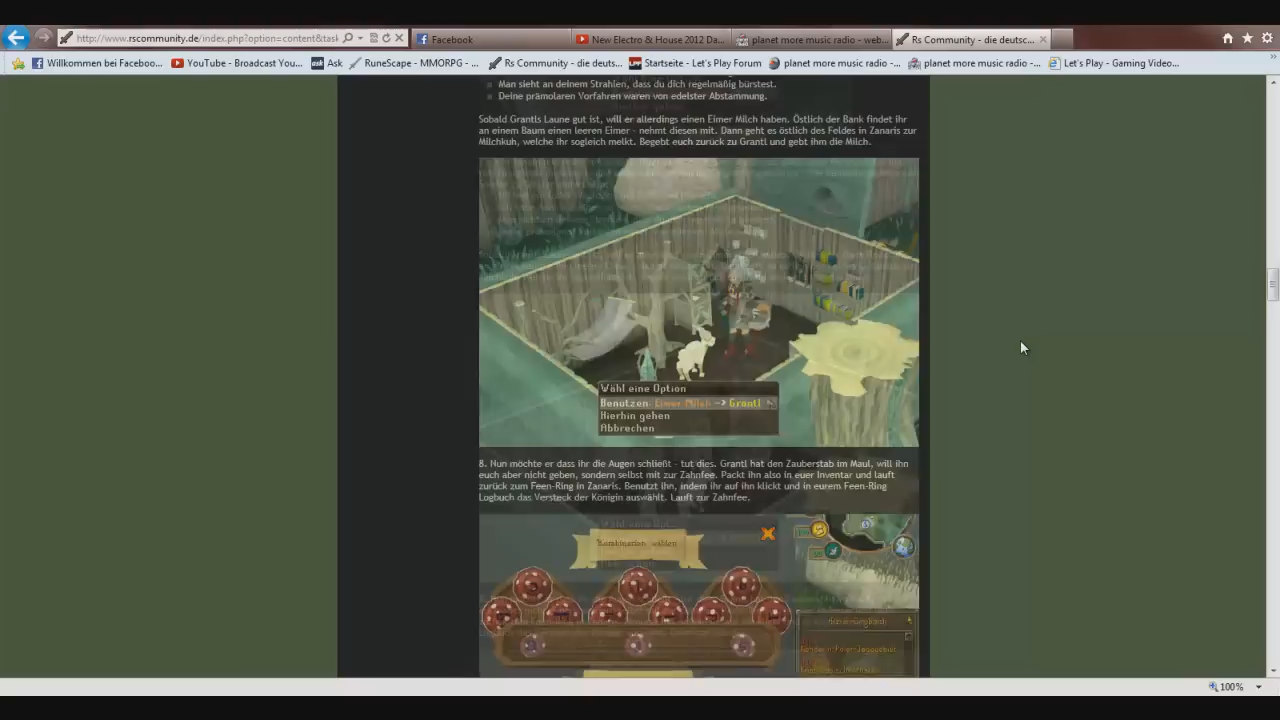 http://www.rscommunity.de/index.php?option=content&task
Facebook
New Electro & House 2012 Da...
planet more music radio - web...
Rs Community - die deutsc...
Willkommen bei Faceboo...
YouTube - Broadcast You...
Ask
RuneScape - MMORPG - ...
Rs Community - die deuts...
Startseite - Let's Play Forum
planet more music radio -...
planet more music radio -...
Let's Play - Gaming Video...
Man sieht an deinem Strahlen, dass du dich regelmäßig bürstest.
Deine prämolaren Vorfahren waren von edelster Abstammung.
Sobald Grantls Laune gut ist, will er allerdings einen Eimer Milch haben. Östlich der Bank findet ihr
an einem Baum einen leeren Eimer - nehmt diesen mit. Dann geht es östlich des Feldes in Zanaris zur
Milchkuh, welche ihr sogleich melkt. Begebt euch zurück zu Grantl und gebt ihm die Milch.
Wähl eine Option
Benutzen Eimer Milch -> Grantl
Hierhin gehen
Abbrechen
8. Nun möchte er dass ihr die Augen schließt - tut dies. Grantl hat den Zauberstab im Maul, will ihn
euch aber nicht geben, sondern selbst mit zur Zahnfee. Packt ihn also in euer Inventar und lauft
zurück zum Feen-Ring in Zanaris. Benutzt ihn, indem ihr auf ihn klickt und in eurem Feen-Ring
Logbuch das Versteck der Königin auswählt. Lauft zur Zahnfee.
Kombination wählen
100%